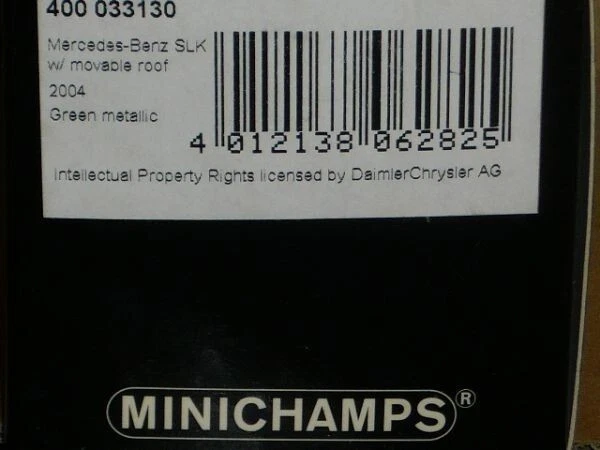 400 033130
Mercedes-Benz SLK
w/ movable roof
2004
Green metallic
4 012138 062825
Intellectual Property Rights licensed by DaimlerChrysler AG
MINICHAMPS®